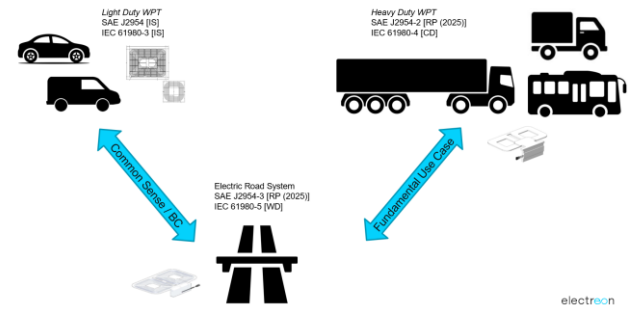 Light Duty WPT
SAE J2954 [IS]
IEC 61980-3 [IS]
Heavy Duty WPT
SAE J2954-2 [RP (2025)]
IEC 61980-4 [CD]
Common Sense / BC
Fundamental Use Case
Electric Road System
SAE J2954-3 [RP (2025)]
IEC 61980-5 [WD]
electreon